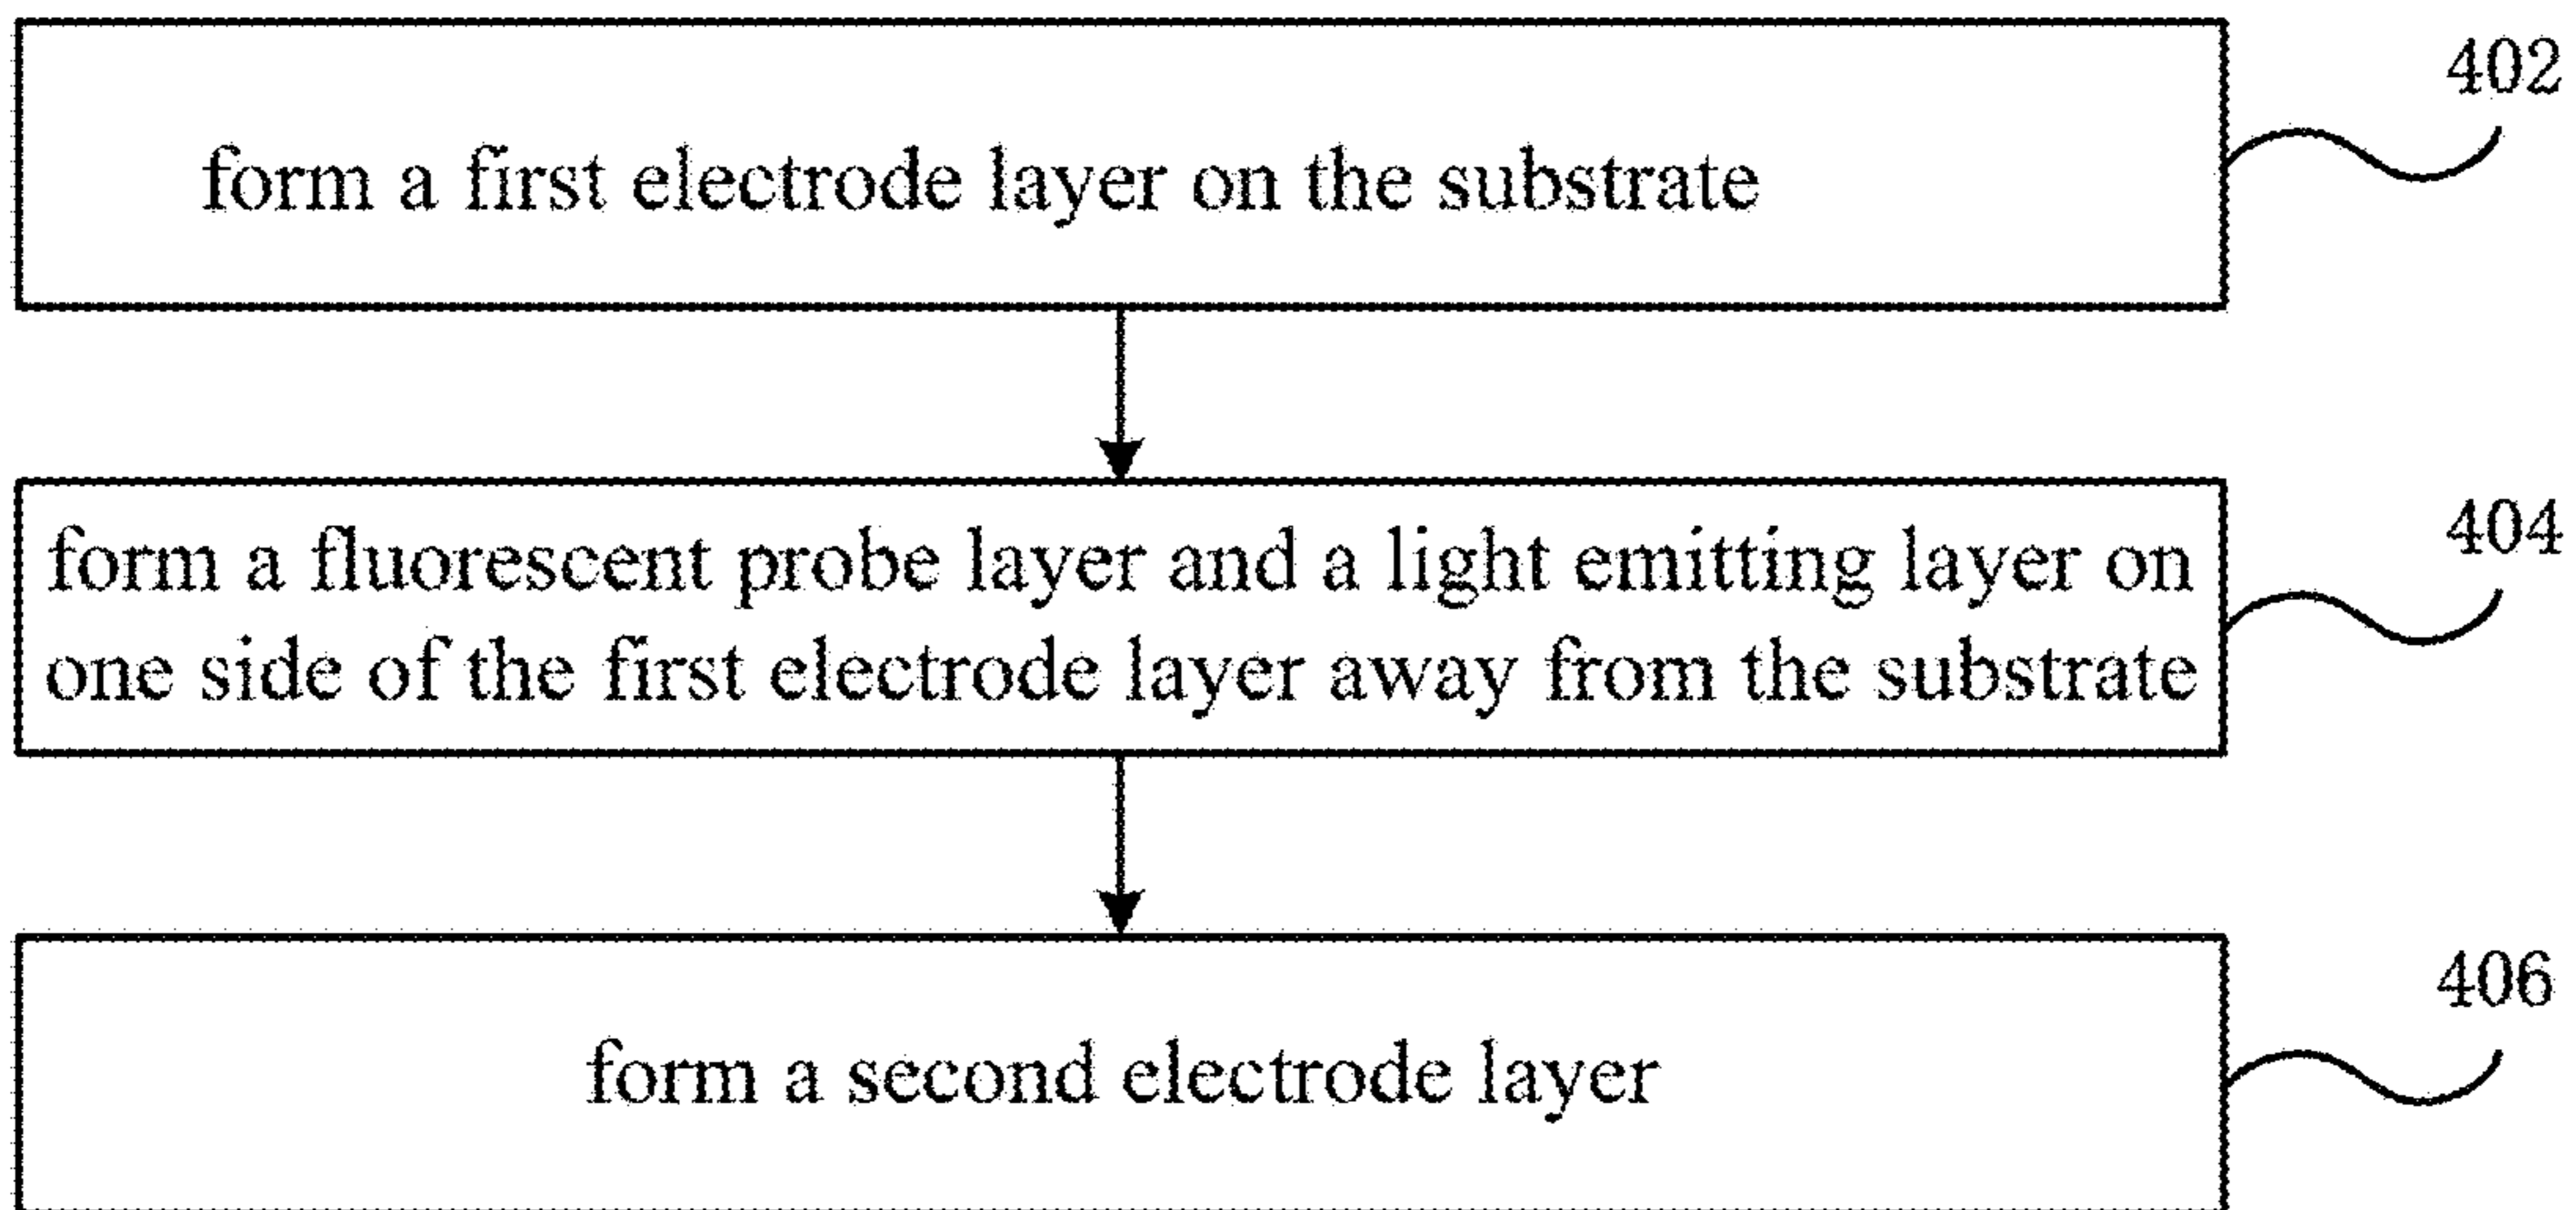 402
form a first electrode layer on the substrate
404
form a fluorescent probe layer and a light emitting layer on
one side of the first electrode layer away from the substrate
406
form a second electrode layer